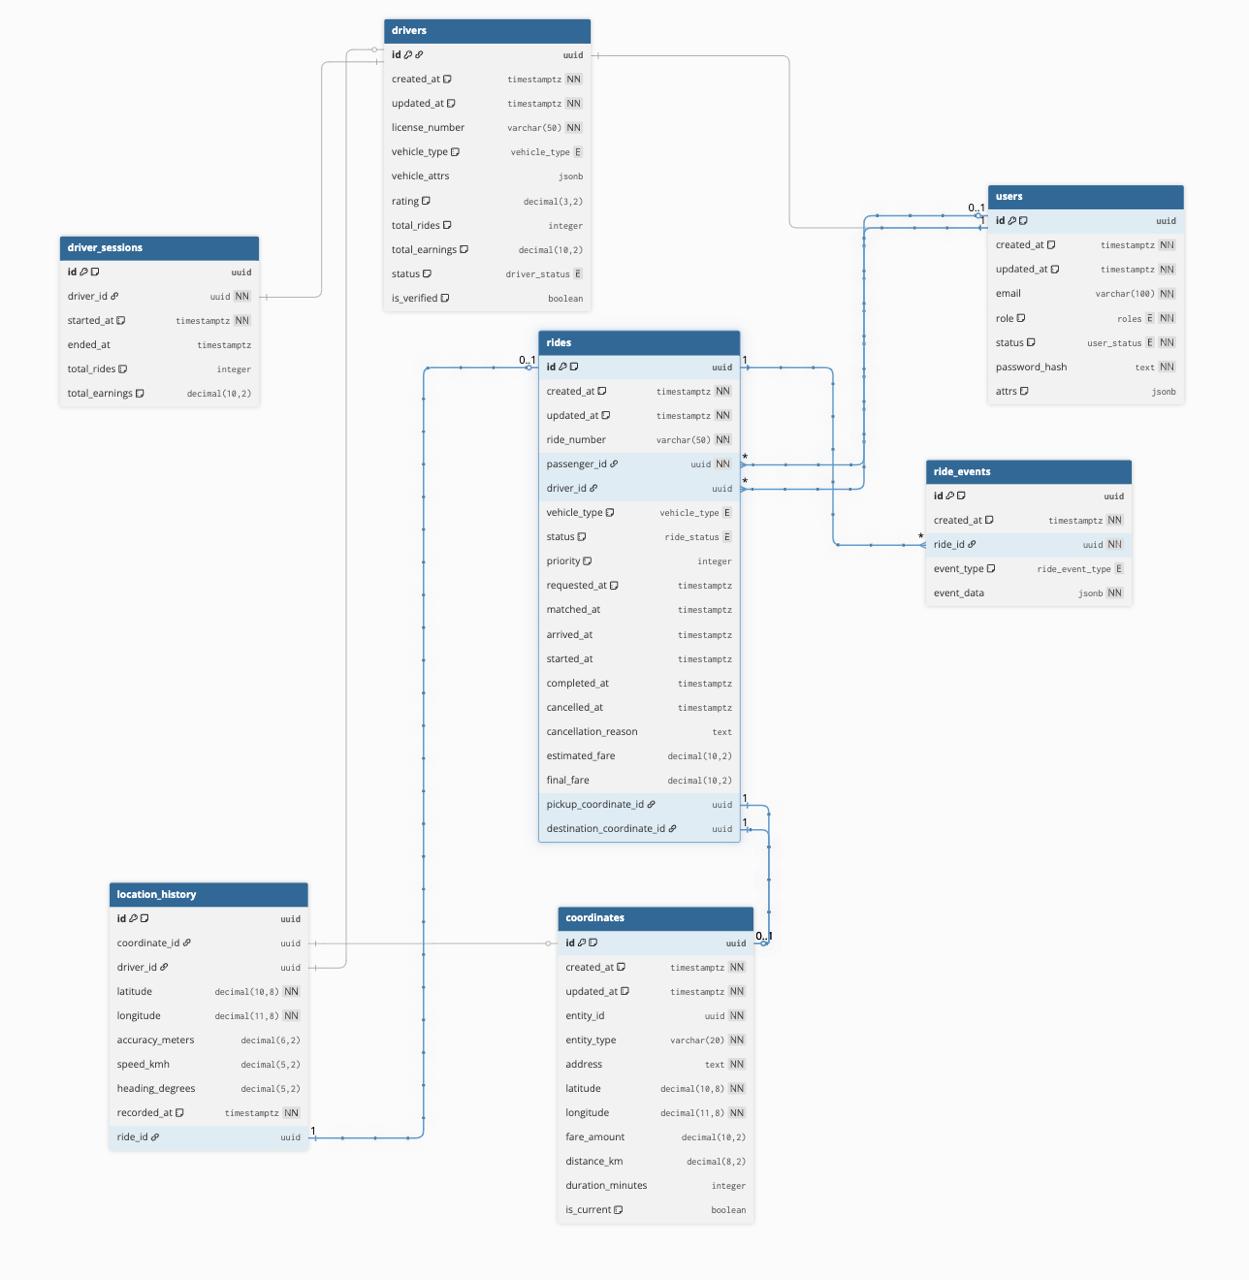 drivers
id uuid
created_at timestamptz NN
updated_at timestamptz NN
license_number varchar(50) NN
vehicle_type vehicle_type E
vehicle_attrs jsonb
rating decimal(3,2)
total_rides integer
total_earnings decimal(10,2)
status driver_status E
is_verified boolean
users
0..1
1
id uuid
created_at timestamptz NN
updated_at timestamptz NN
email varchar(100) NN
role roles E NN
status user_status E NN
password_hash text NN
attrs jsonb
driver_sessions
id uuid
driver_id uuid NN
started_at timestamptz NN
ended_at timestamptz
total_rides integer
total_earnings decimal(10,2)
rides
0..1
id uuid
1
created_at timestamptz NN
updated_at timestamptz NN
ride_number varchar(50) NN
passenger_id uuid NN
*
driver_id uuid
*
vehicle_type vehicle_type E
status ride_status E
priority integer
requested_at timestamptz
matched_at timestamptz
arrived_at timestamptz
started_at timestamptz
completed_at timestamptz
cancelled_at timestamptz
cancellation_reason text
estimated_fare decimal(10,2)
final_fare decimal(10,2)
pickup_coordinate_id uuid
1
destination_coordinate_id uuid
1
ride_events
id uuid
created_at timestamptz NN
*
ride_id uuid NN
event_type ride_event_type E
event_data jsonb NN
location_history
id uuid
coordinate_id uuid
driver_id uuid
latitude decimal(10,8) NN
longitude decimal(11,8) NN
accuracy_meters decimal(6,2)
speed_kmh decimal(5,2)
heading_degrees decimal(5,2)
recorded_at timestamptz NN
ride_id uuid
1
coordinates
id uuid
0..1
created_at timestamptz NN
updated_at timestamptz NN
entity_id uuid NN
entity_type varchar(20) NN
address text NN
latitude decimal(10,8) NN
longitude decimal(11,8) NN
fare_amount decimal(10,2)
distance_km decimal(8,2)
duration_minutes integer
is_current boolean